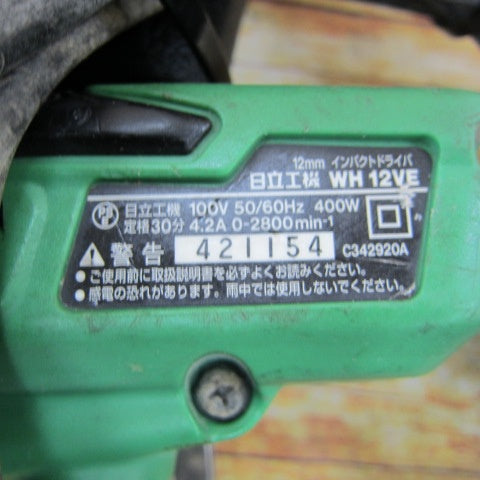 12mm インパクトドライバ
日立工機 WH 12VE
日立工機 100V 50/60Hz 400W
定格30分 4.2A 0-2800min⁻¹
警告 421154 C342920A
●ご使用前に取扱説明書を必ずよくお読みください。
●感電の恐れがあります。雨中では使用しないでください。